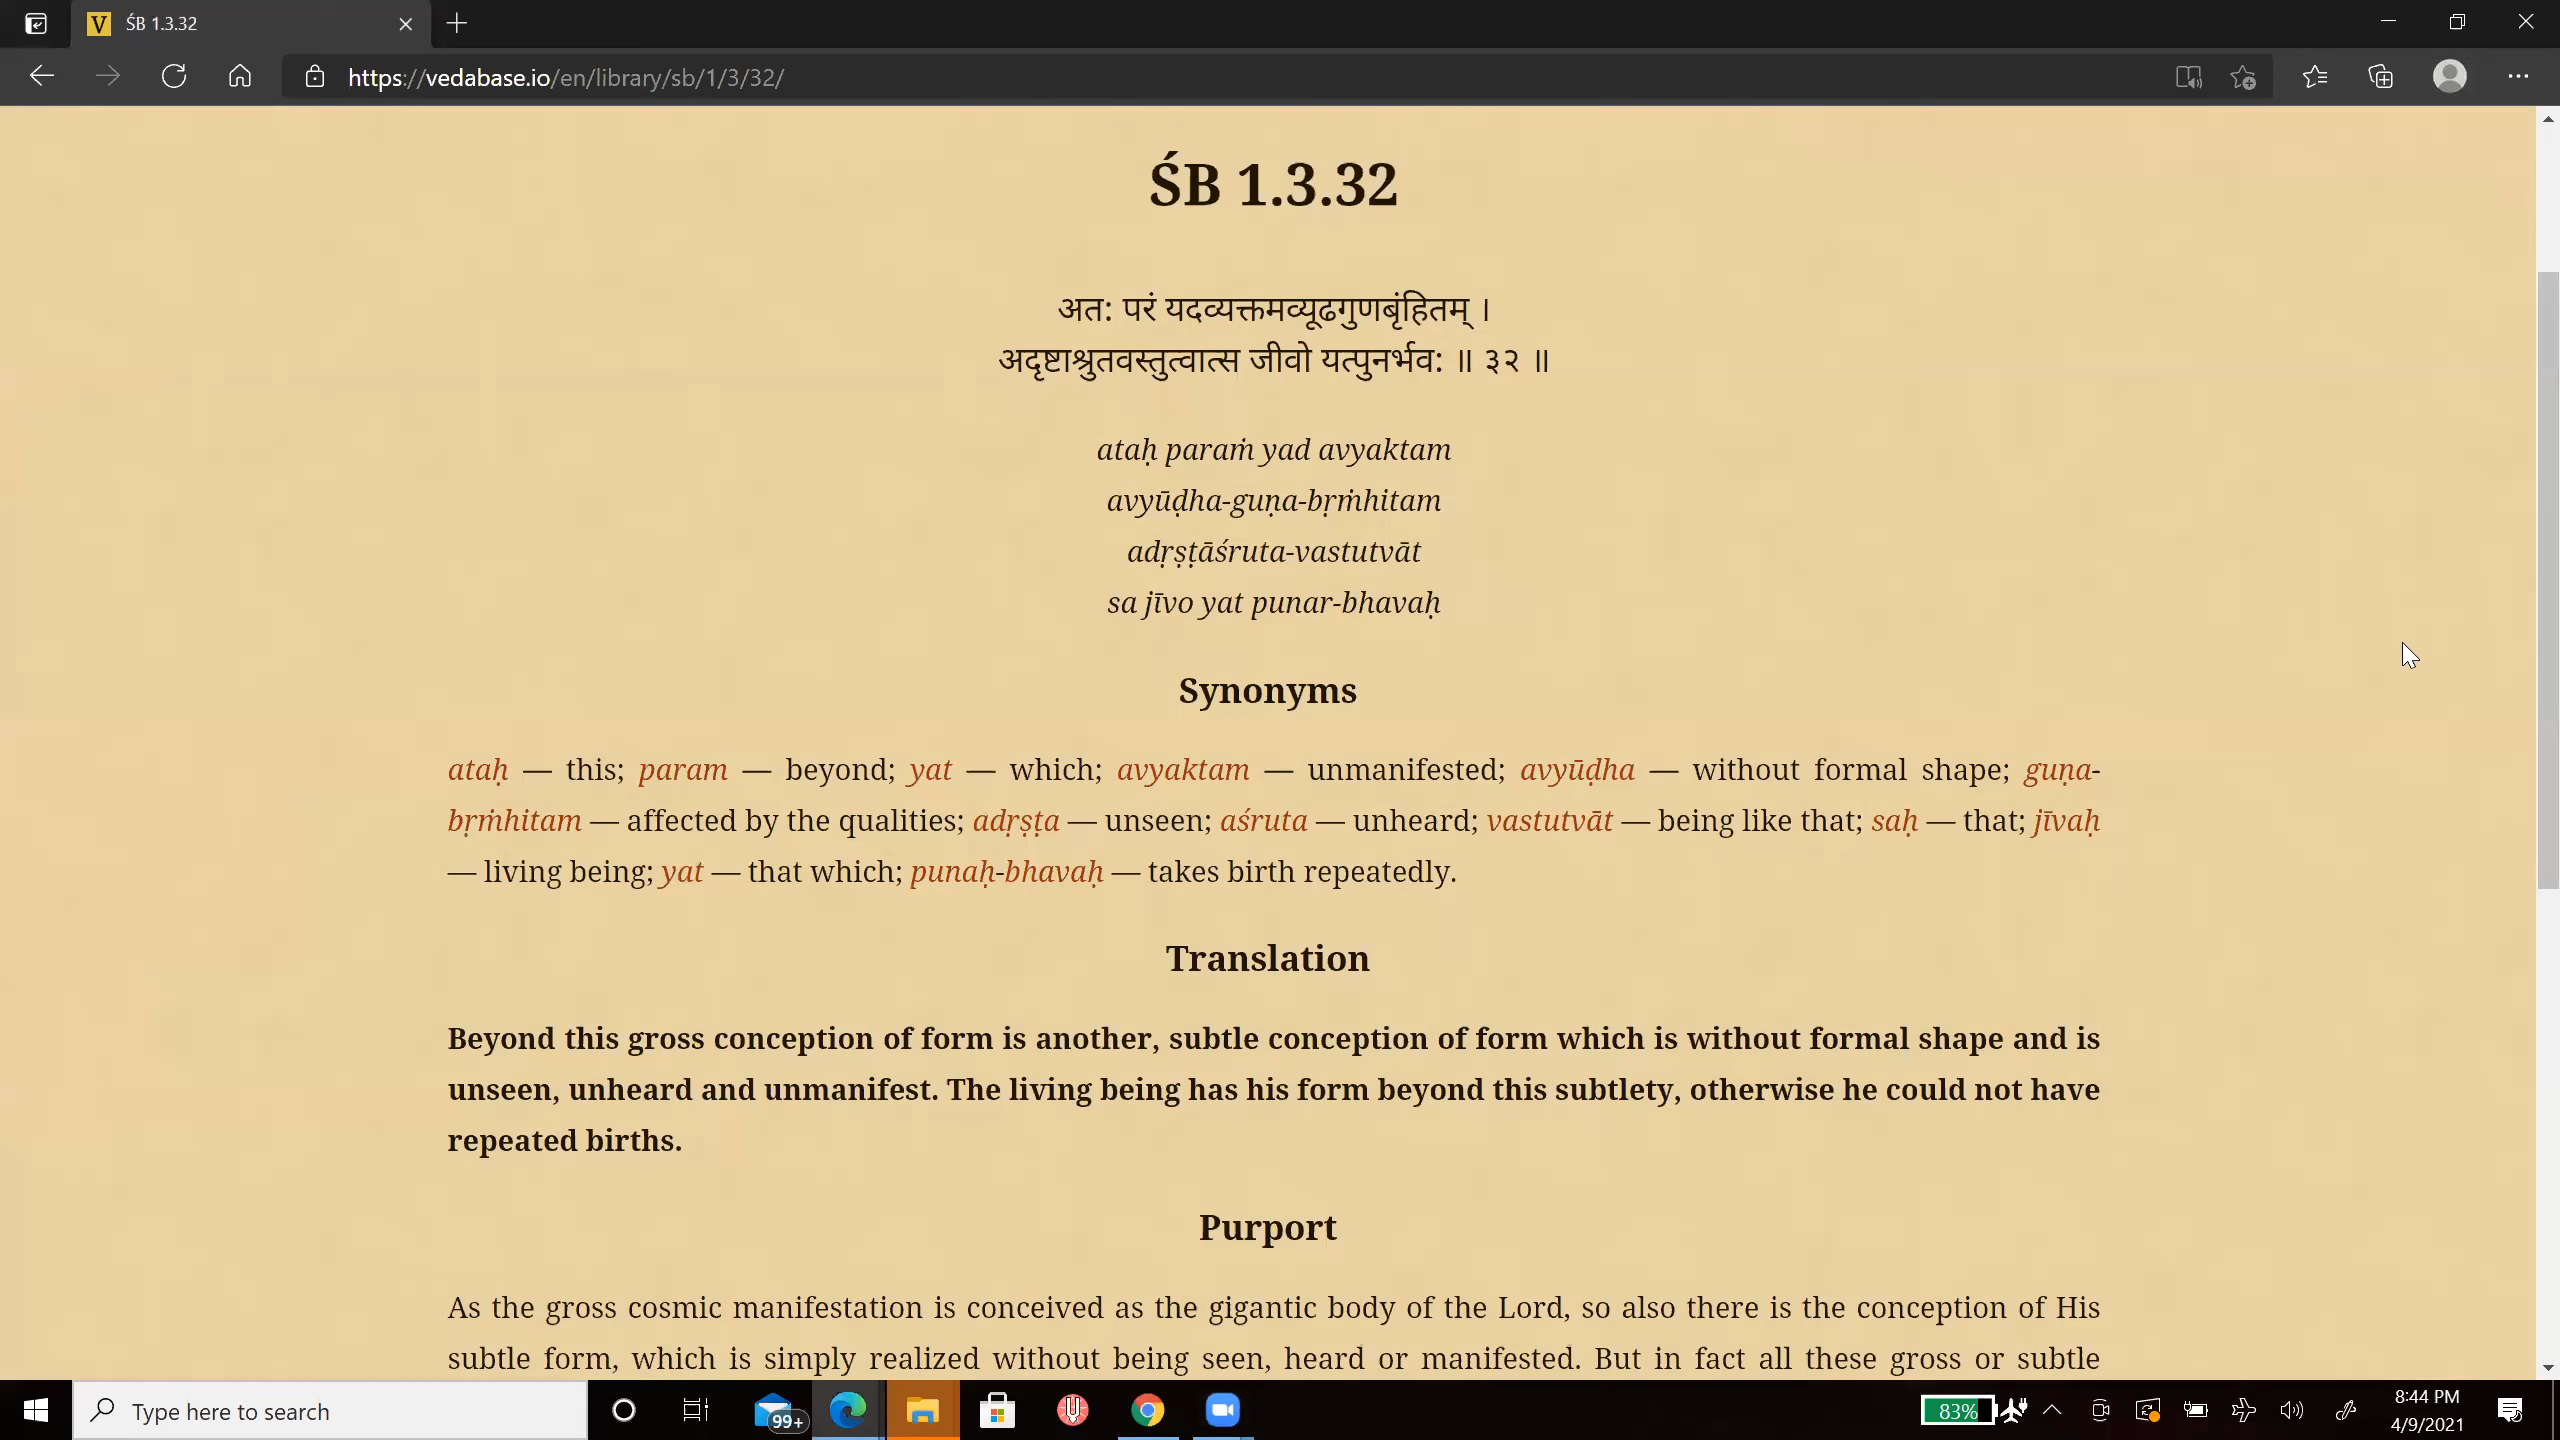 ŚB 1.3.32
https://vedabase.io/en/library/sb/1/3/32/
ŚB 1.3.32
अत: परं यदव्यक्तमव्यूढगुणबृंहितम् ।
अदृष्टाश्रुतवस्तुत्वात्स जीवो यत्पुनर्भव: ॥ ३२ ॥
ataḥ paraṁ yad avyaktam
avyūḍha-guṇa-bṛṁhitam
adṛṣṭāśruta-vastutvāt
sa jīvo yat punar-bhavaḥ
Synonyms
ataḥ — this; param — beyond; yat — which; avyaktam — unmanifested; avyūḍha — without formal shape; guṇa-
bṛṁhitam — affected by the qualities; adṛṣṭa — unseen; aśruta — unheard; vastutvāt — being like that; saḥ — that; jīvaḥ
— living being; yat — that which; punaḥ-bhavaḥ — takes birth repeatedly.
Translation
Beyond this gross conception of form is another, subtle conception of form which is without formal shape and is
unseen, unheard and unmanifest. The living being has his form beyond this subtlety, otherwise he could not have
repeated births.
Purport
As the gross cosmic manifestation is conceived as the gigantic body of the Lord, so also there is the conception of His
subtle form, which is simply realized without being seen, heard or manifested. But in fact all these gross or subtle
Type here to search
99+
83%
8:44 PM
4/9/2021